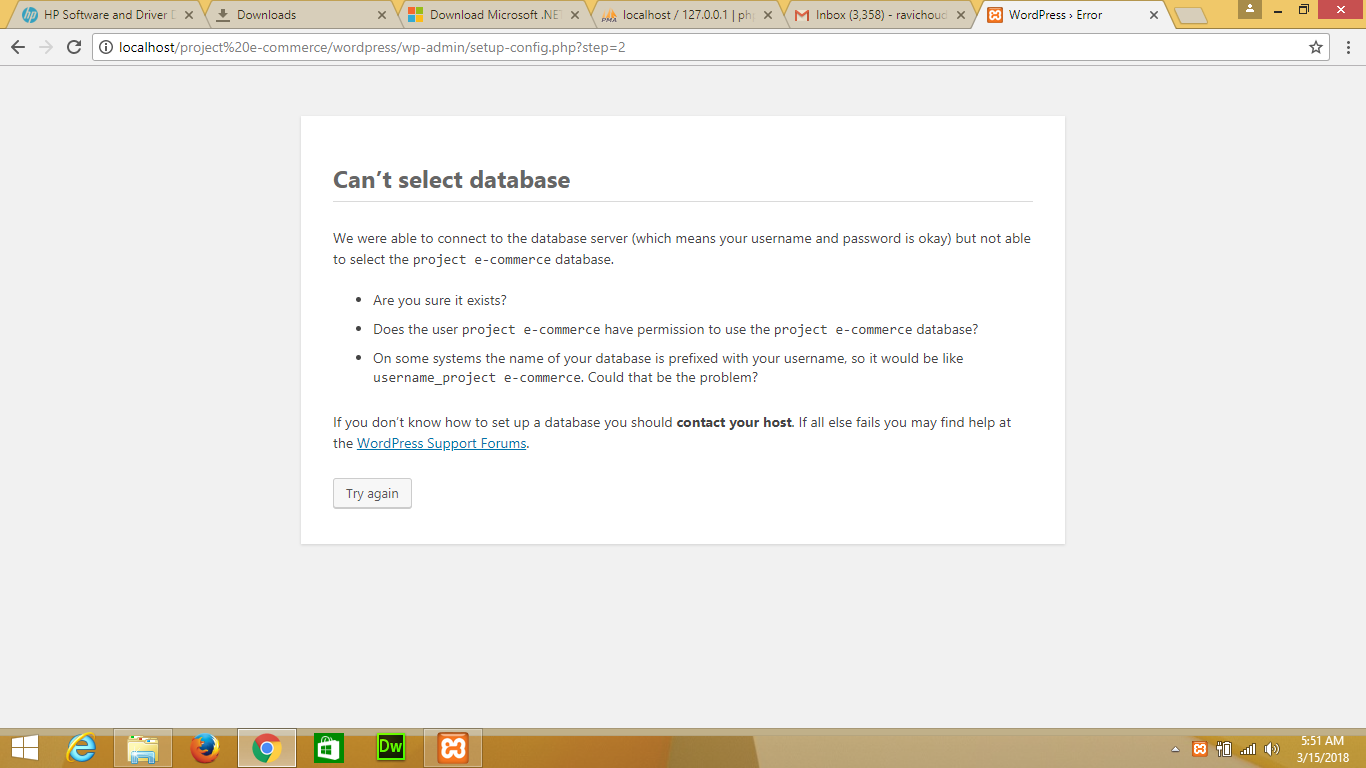 HP Software and Driver D
Downloads
Download Microsoft .NET
PMA
localhost / 127.0.0.1 | php
Inbox (3,358) - ravichoud
WordPress › Error
localhost/project%20e-commerce/wordpress/wp-admin/setup-config.php?step=2
Can’t select database
We were able to connect to the database server (which means your username and password is okay) but not able
to select the project e-commerce database.
• Are you sure it exists?
• Does the user project e-commerce have permission to use the project e-commerce database?
• On some systems the name of your database is prefixed with your username, so it would be like
username_project e-commerce. Could that be the problem?
If you don’t know how to set up a database you should contact your host. If all else fails you may find help at
the WordPress Support Forums.
Try again
Dw
5:51 AM
3/15/2018